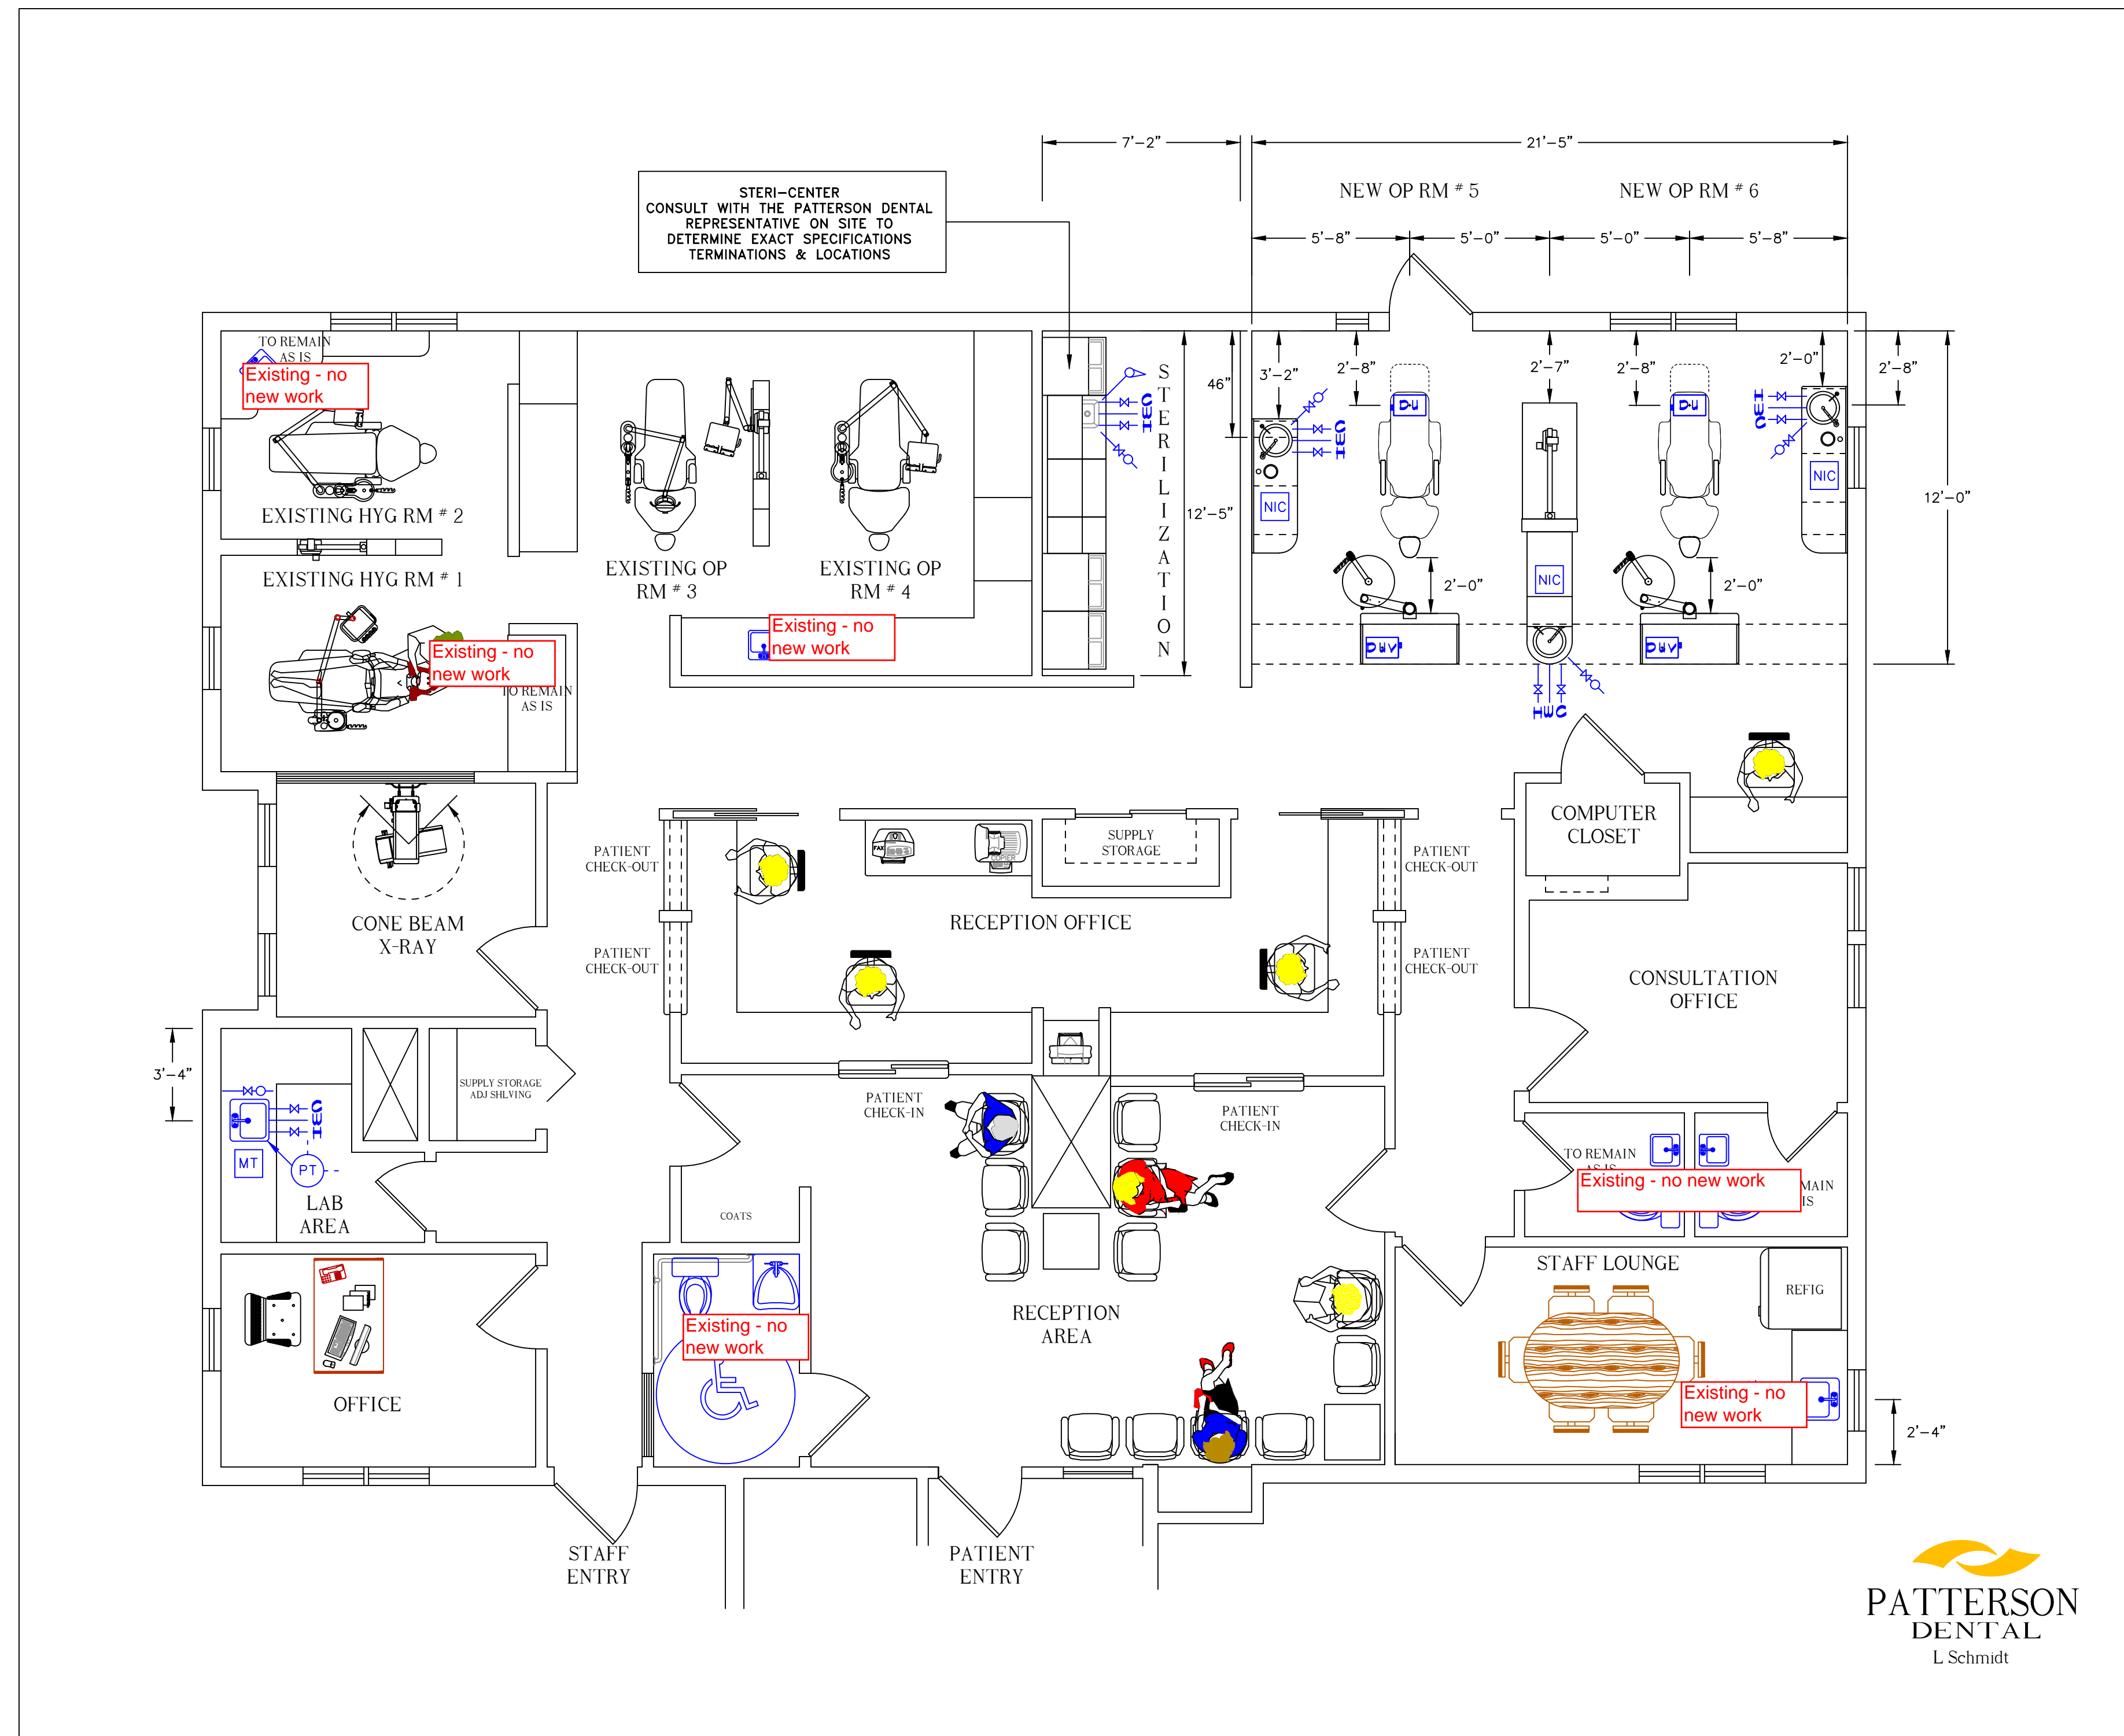 7'-2"
21'-5"
STERI-CENTER
CONSULT WITH THE PATTERSON DENTAL
REPRESENTATIVE ON SITE TO
DETERMINE EXACT SPECIFICATIONS
TERMINATIONS & LOCATIONS
NEW OP RM # 5
NEW OP RM # 6
5'-8"
5'-0"
5'-0"
5'-8"
TO REMAIN
AS IS
Existing - no
new work
EXISTING HYG RM # 2
EXISTING HYG RM # 1
Existing - no
new work
TO REMAIN
AS IS
EXISTING OP
RM # 3
EXISTING OP
RM # 4
Existing - no
new work
STERILIZATION
12'-5"
46"
3'-2"
2'-8"
2'-7"
2'-8"
2'-0"
2'-8"
12'-0"
NIC
NIC
NIC
2'-0"
2'-0"
COMPUTER
CLOSET
PATIENT
CHECK-OUT
FAX
COPIER
SUPPLY
STORAGE
PATIENT
CHECK-OUT
CONE BEAM
X-RAY
RECEPTION OFFICE
PATIENT
CHECK-OUT
PATIENT
CHECK-OUT
CONSULTATION
OFFICE
3'-4"
SUPPLY STORAGE
ADJ SHLVING
PATIENT
CHECK-IN
PATIENT
CHECK-IN
MT
PT
LAB
AREA
COATS
TO REMAIN
AS IS
Existing - no new work
MAIN
IS
STAFF LOUNGE
REFIG
RECEPTION
AREA
Existing - no
new work
OFFICE
Existing - no
new work
2'-4"
STAFF
ENTRY
PATIENT
ENTRY
PATTERSON
DENTAL
L Schmidt